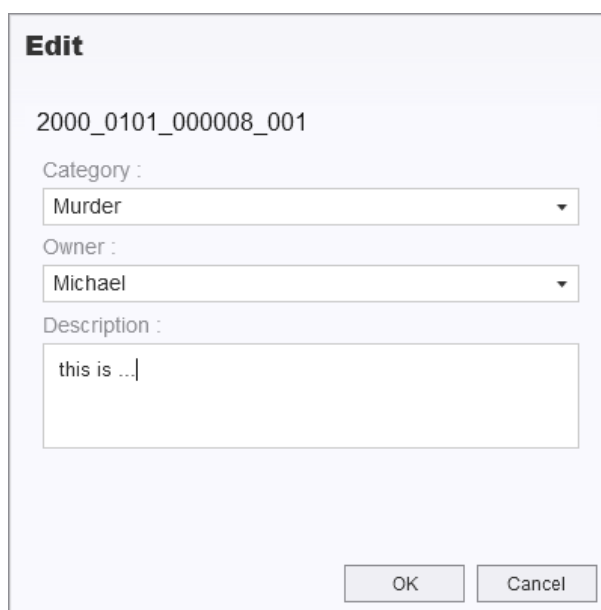 Edit
2000_0101_000008_001
Category :
Murder
Owner :
Michael
Description :
this is ...
OK
Cancel